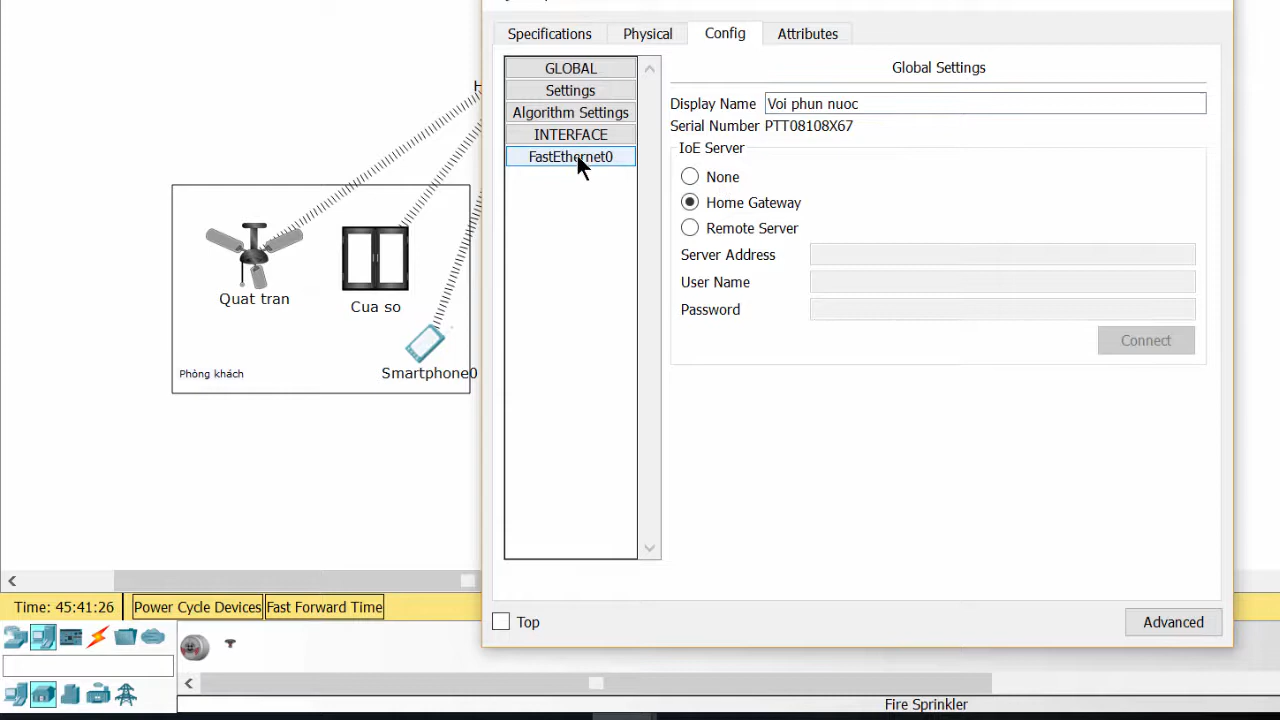 Specifications
Physical
Config
Attributes
GLOBAL
Settings
Algorithm Settings
INTERFACE
FastEthernet0
Global Settings
Display Name Voi phun nuoc
Serial Number PTT08108X67
IoE Server
None
Home Gateway
Remote Server
Server Address
User Name
Password
Connect
Top
Advanced
H
Quat tran
Cua so
Smartphone0
Phòng khách
Time: 45:41:26
Power Cycle Devices
Fast Forward Time
Fire Sprinkler